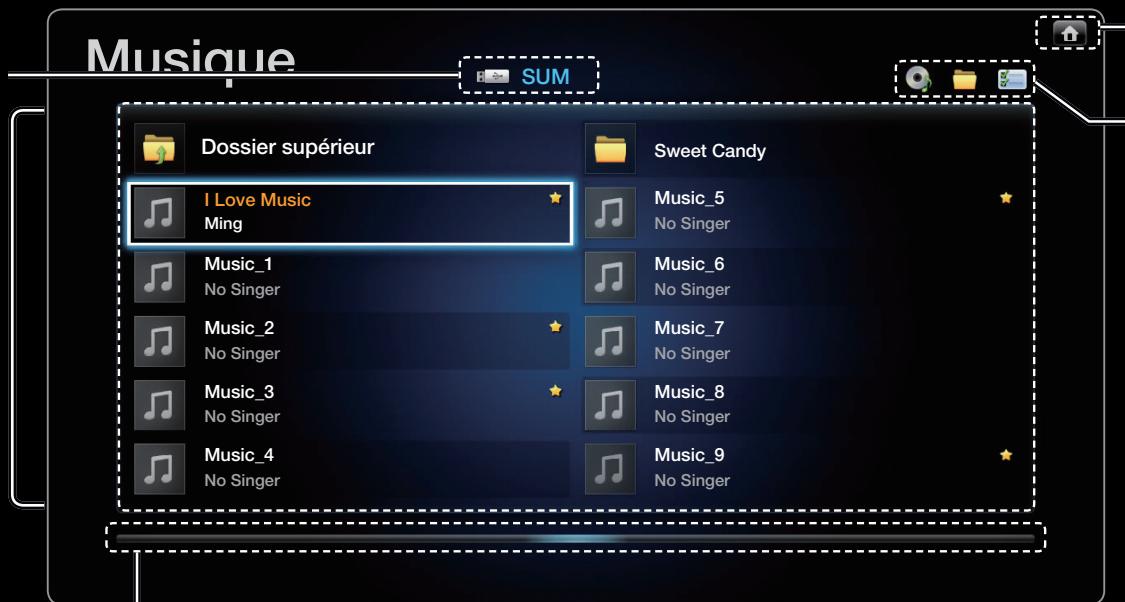 Musique
SUM
Dossier supérieur
I Love Music
Ming
Music_1
No Singer
Music_2
No Singer
Music_3
No Singer
Music_4
No Singer
Sweet Candy
Music_5
No Singer
Music_6
No Singer
Music_7
No Singer
Music_8
No Singer
Music_9
No Singer